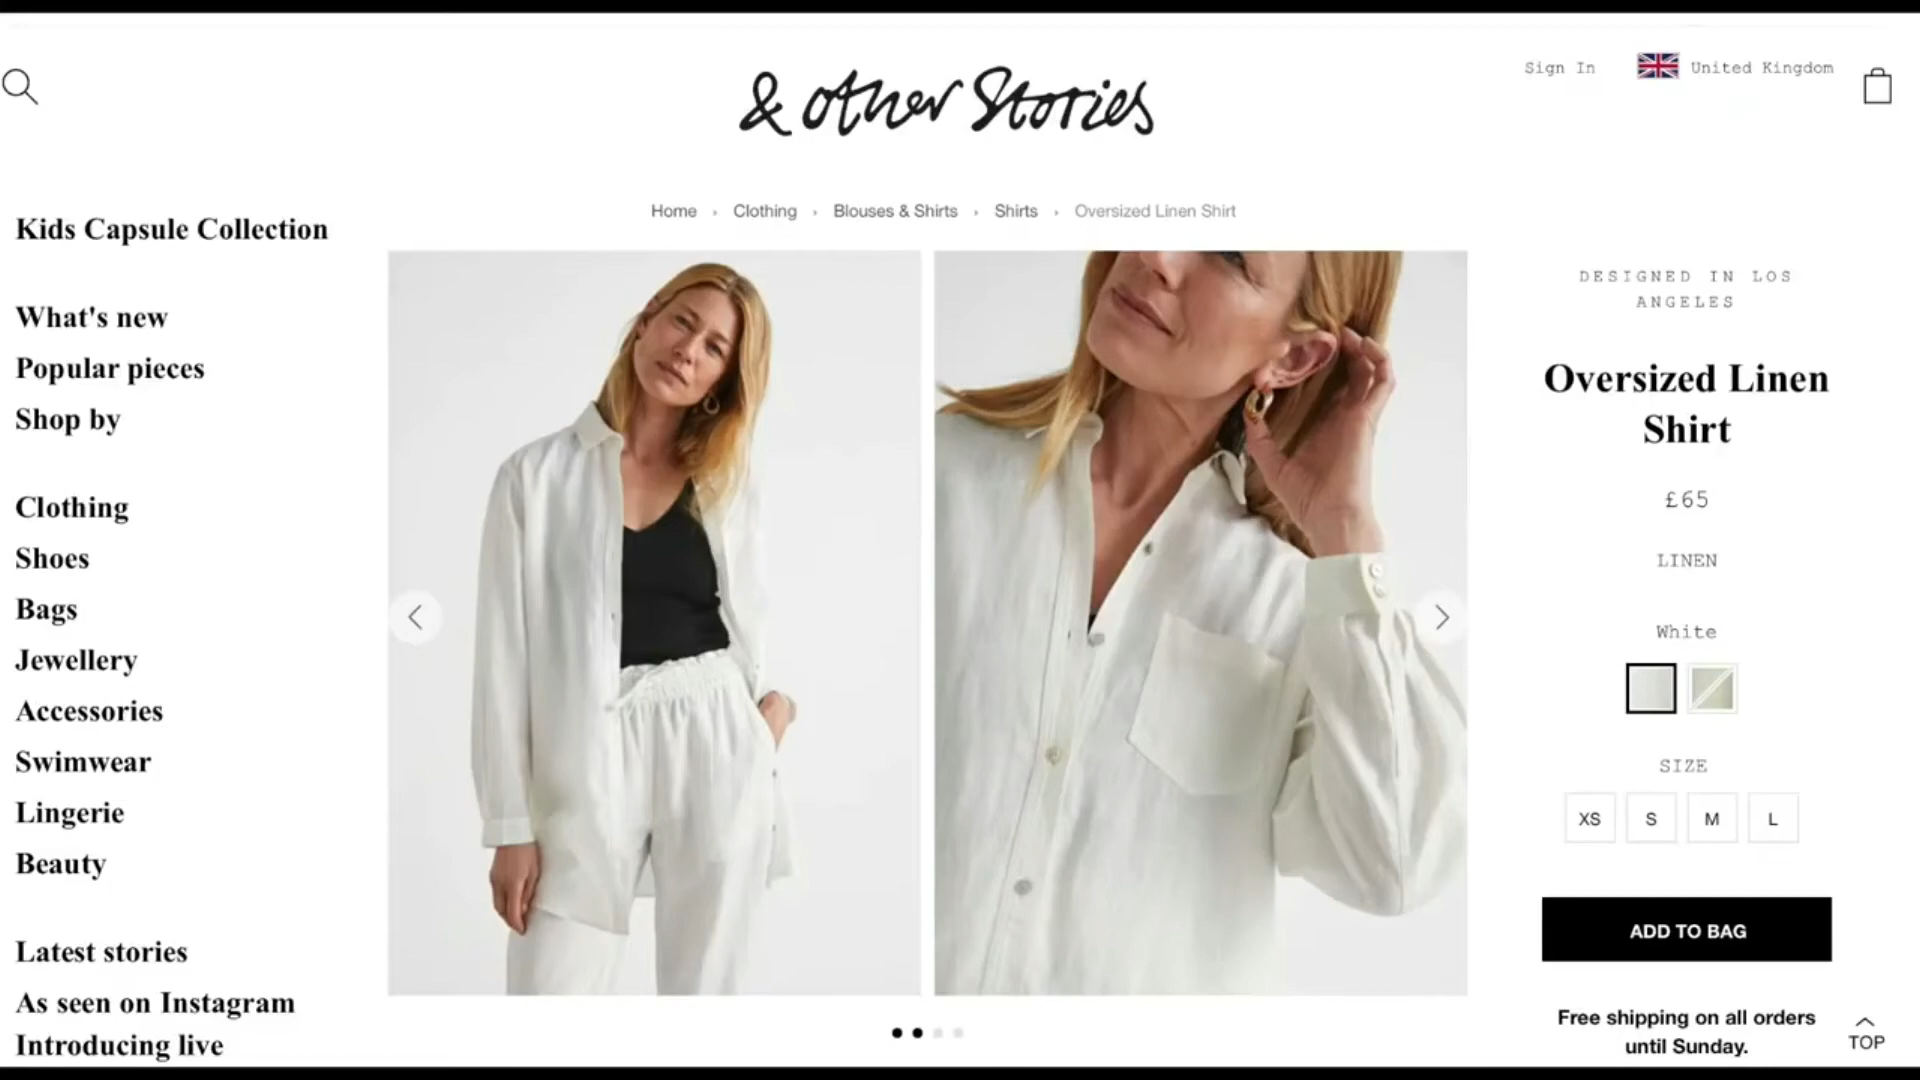 & other Stories
Sign In
United Kingdom
Home › Clothing › Blouses & Shirts › Shirts › Oversized Linen Shirt
Kids Capsule Collection
What's new
Popular pieces
Shop by
Clothing
Shoes
Bags
Jewellery
Accessories
Swimwear
Lingerie
Beauty
Latest stories
As seen on Instagram
Introducing live
DESIGNED IN LOS
ANGELES
Oversized Linen
Shirt
£65
LINEN
White
SIZE
XS S M L
ADD TO BAG
Free shipping on all orders
until Sunday.
TOP